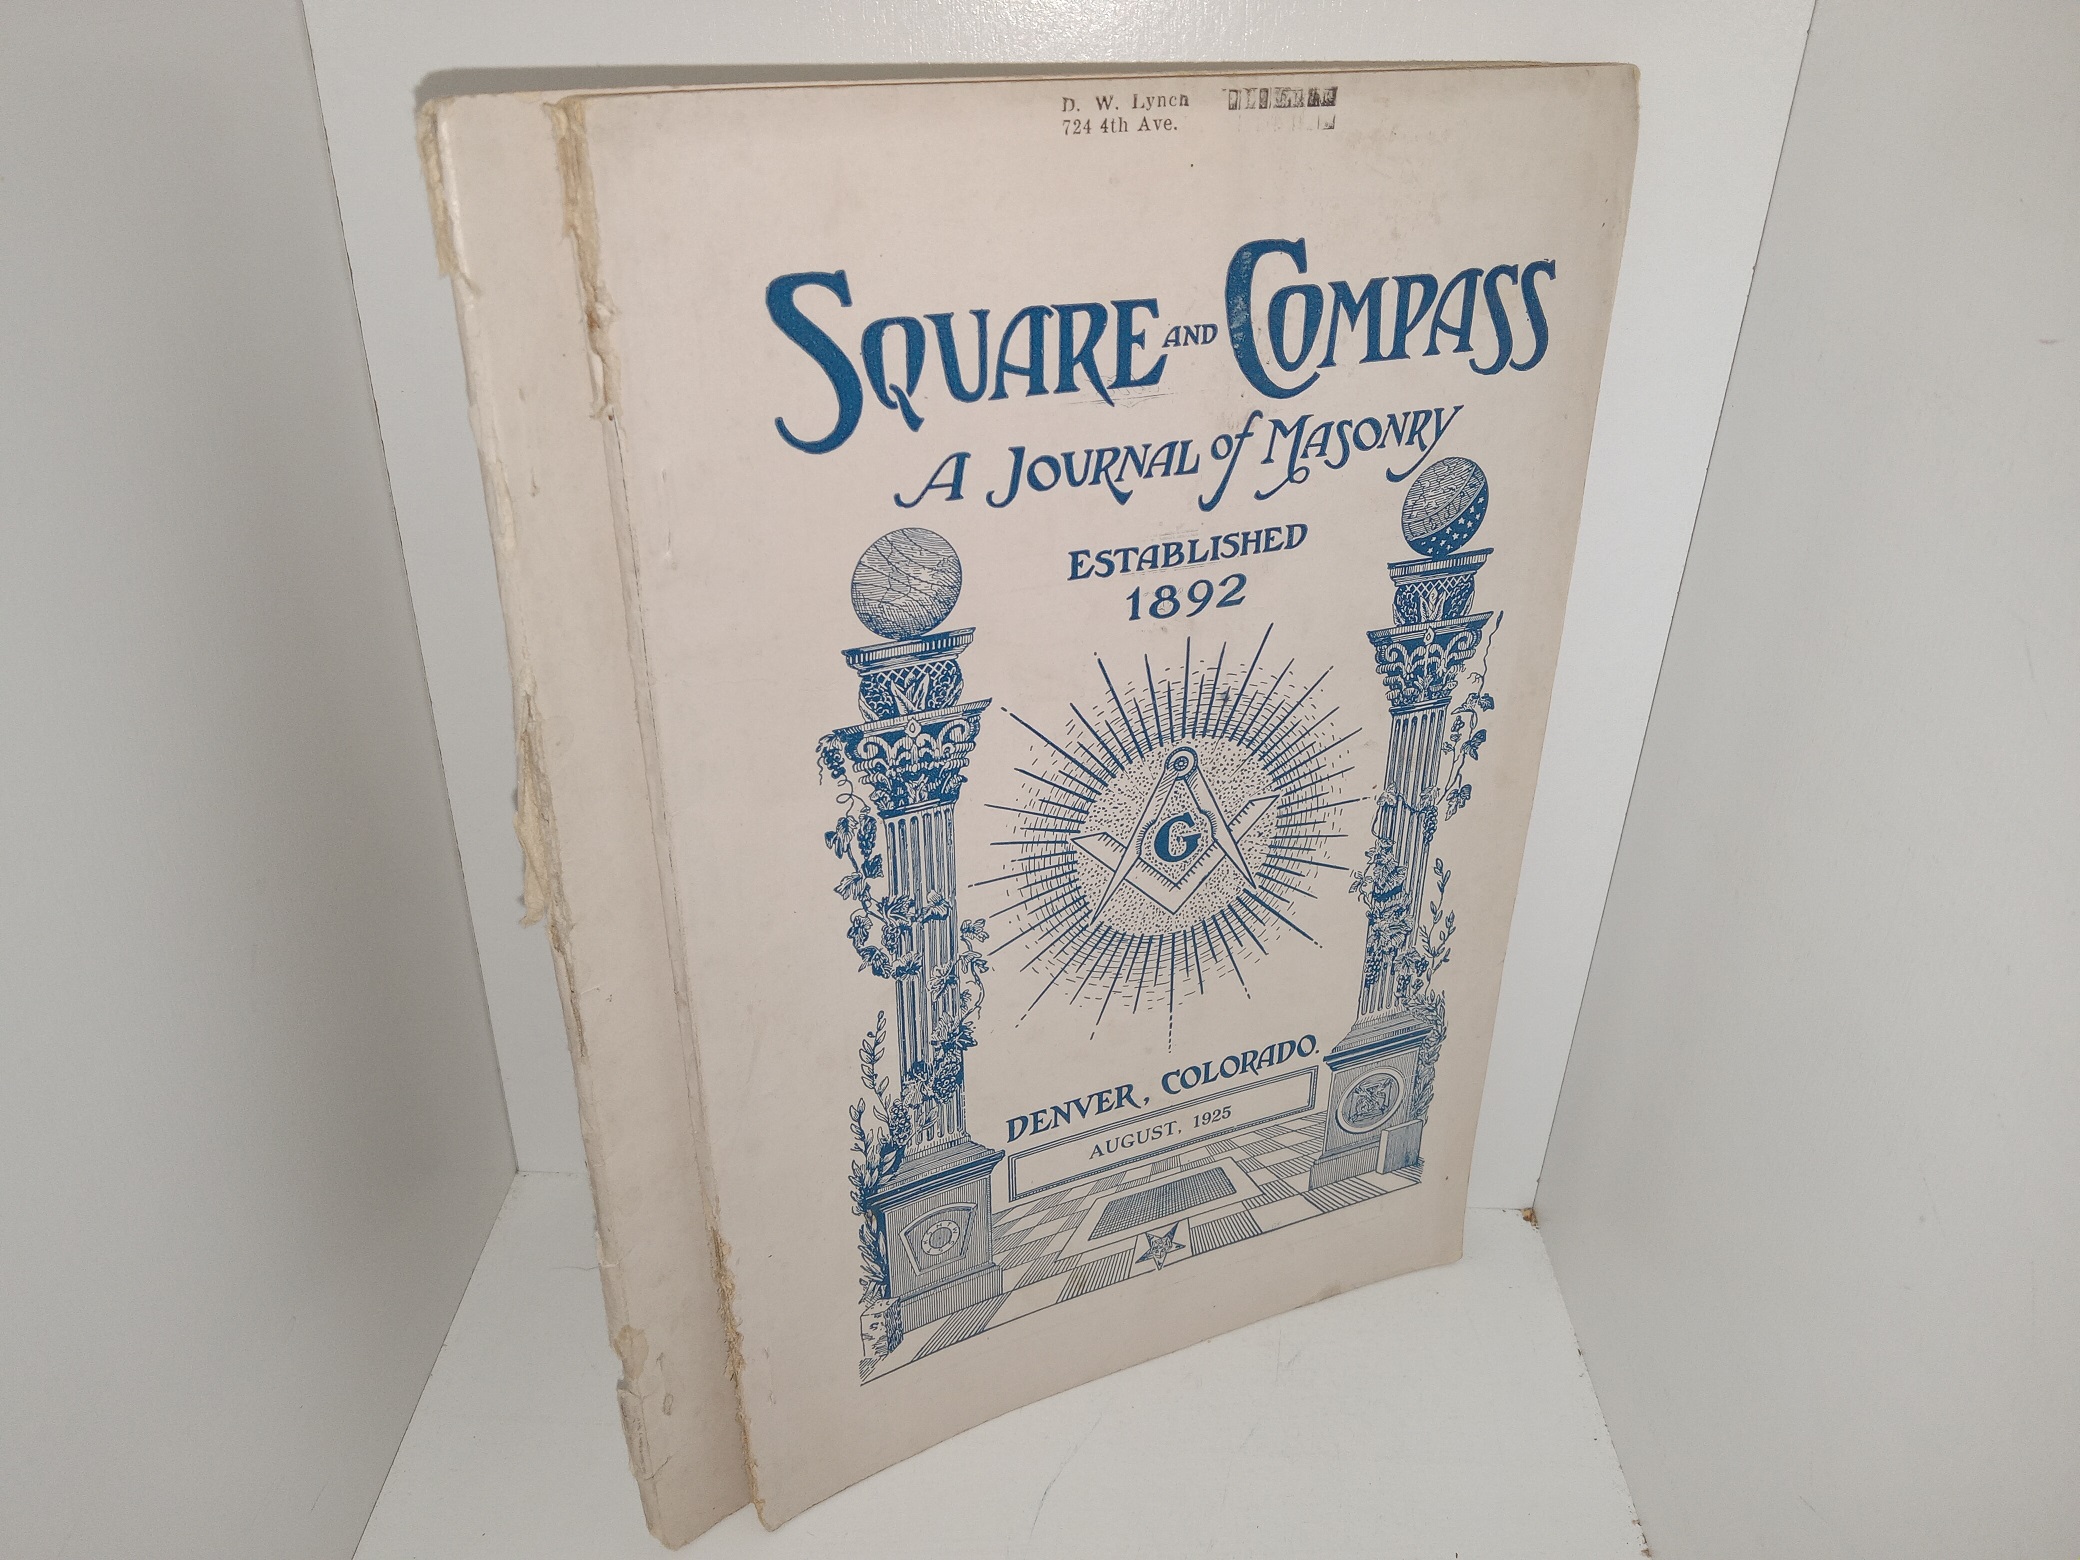 D. W. Lynch
724 4th Ave.
SQUARE AND COMPASS
A JOURNAL of MASONRY
ESTABLISHED
1892
G
DENVER, COLORADO.
AUGUST, 1925